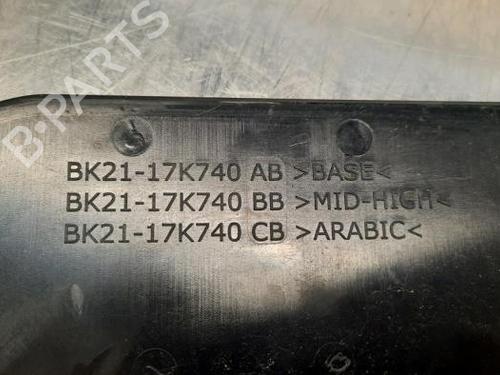 B-PARTS
BK21-17K740 AB >BASE<
BK21-17K740 BB >MID-HIGH<
BK21-17K740 CB >ARABIC<